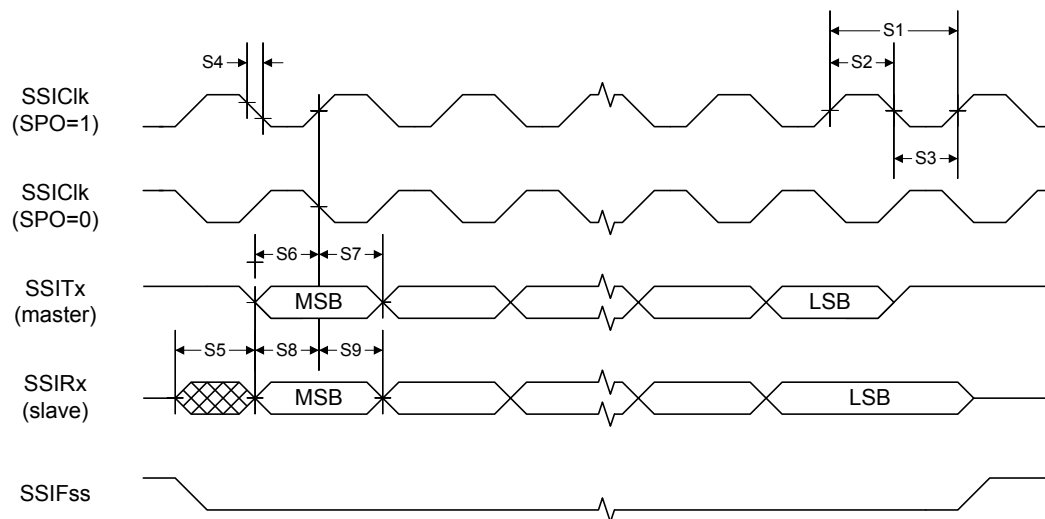 S1
S4
S2
SSIClk
(SPO=1)
S3
SSIClk
(SPO=0)
S6
S7
SSITx
(master)
MSB
LSB
S5
S8
S9
SSIRx
(slave)
MSB
LSB
SSIFss